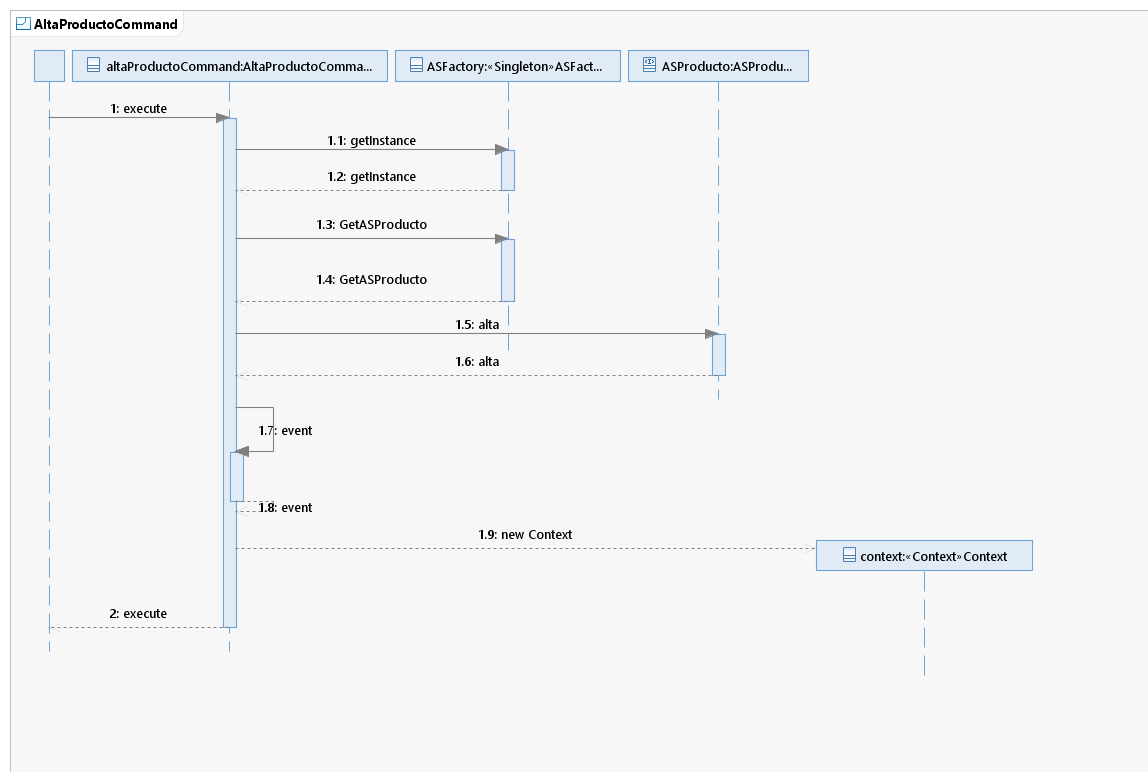 AltaProductoCommand
altaProductoCommand:AltaProductoComma...
ASFactory:«Singleton»ASFact...
ASProducto:ASProdu...
1: execute
1.1: getInstance
1.2: getInstance
1.3: GetASProducto
1.4: GetASProducto
1.5: alta
1.6: alta
1.7: event
1.8: event
1.9: new Context
context:«Context»Context
2: execute